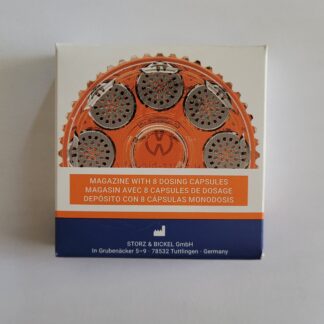 MAGAZINE WITH 8 DOSING CAPSULES
MAGASIN AVEC 8 CAPSULES DE DOSAGE
DEPÓSITO CON 8 CÁPSULAS MONODOSIS
STORZ & BICKEL GmbH
In Grubenäcker 5–9 · 78532 Tuttlingen · Germany